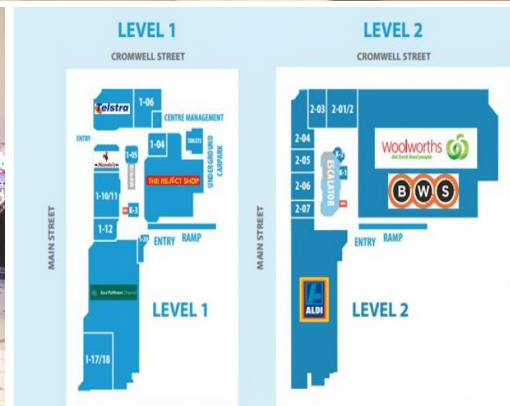 LEVEL 1
CROMWELL STREET
Telstra
1-06
CENTRE MANAGEMENT
ENTRY
1-05
1-04
TOILETS
UNDERGROUND
CARPARK
THE REJECT SHOP
1-10/11
K-3
1-12
ENTRY
RAMP
MAIN STREET
LEVEL 1
1-17/18
LEVEL 2
CROMWELL STREET
2-03
2-01/2
2-04
2-05
2-06
2-07
ESCALATOR
K-2
K-1
woolworths
the fresh food people
BWS
ENTRY
RAMP
MAIN STREET
ALDI
LEVEL 2